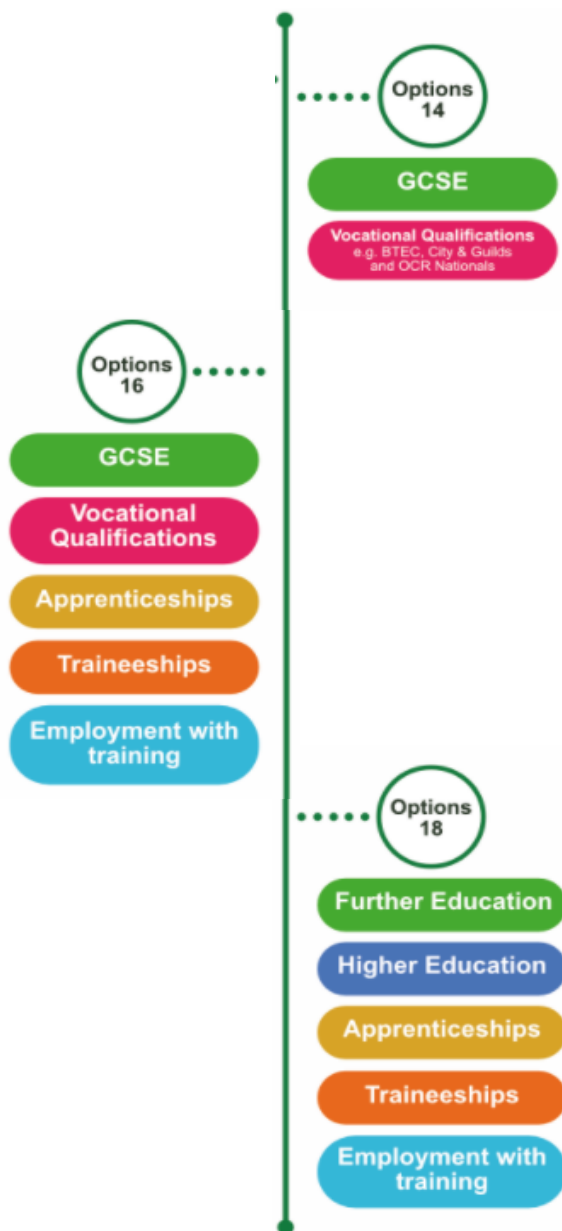 Options
14
GCSE
Vocational Qualifications
e.g. BTEC, City & Guilds
and OCR Nationals
Options
16
GCSE
Vocational
Qualifications
Apprenticeships
Traineeships
Employment with
training
Options
18
Further Education
Higher Education
Apprenticeships
Traineeships
Employment with
training